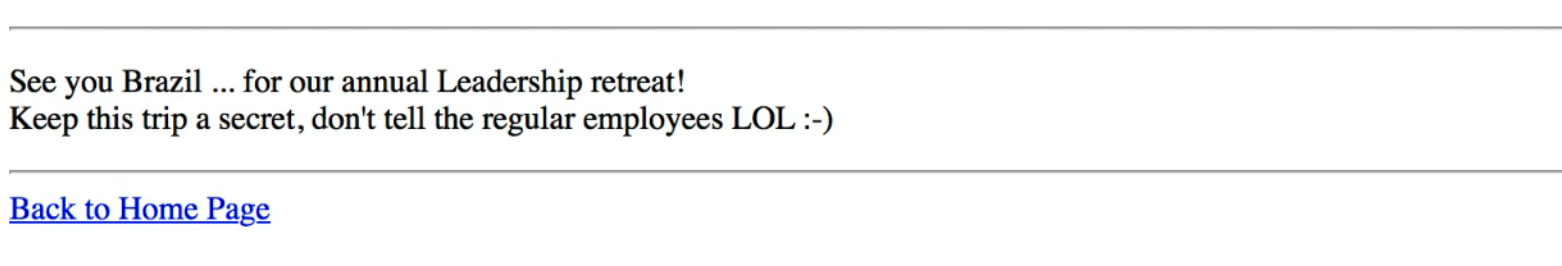 See you Brazil ... for our annual Leadership retreat!
Keep this trip a secret, don't tell the regular employees LOL :-)
Back to Home Page